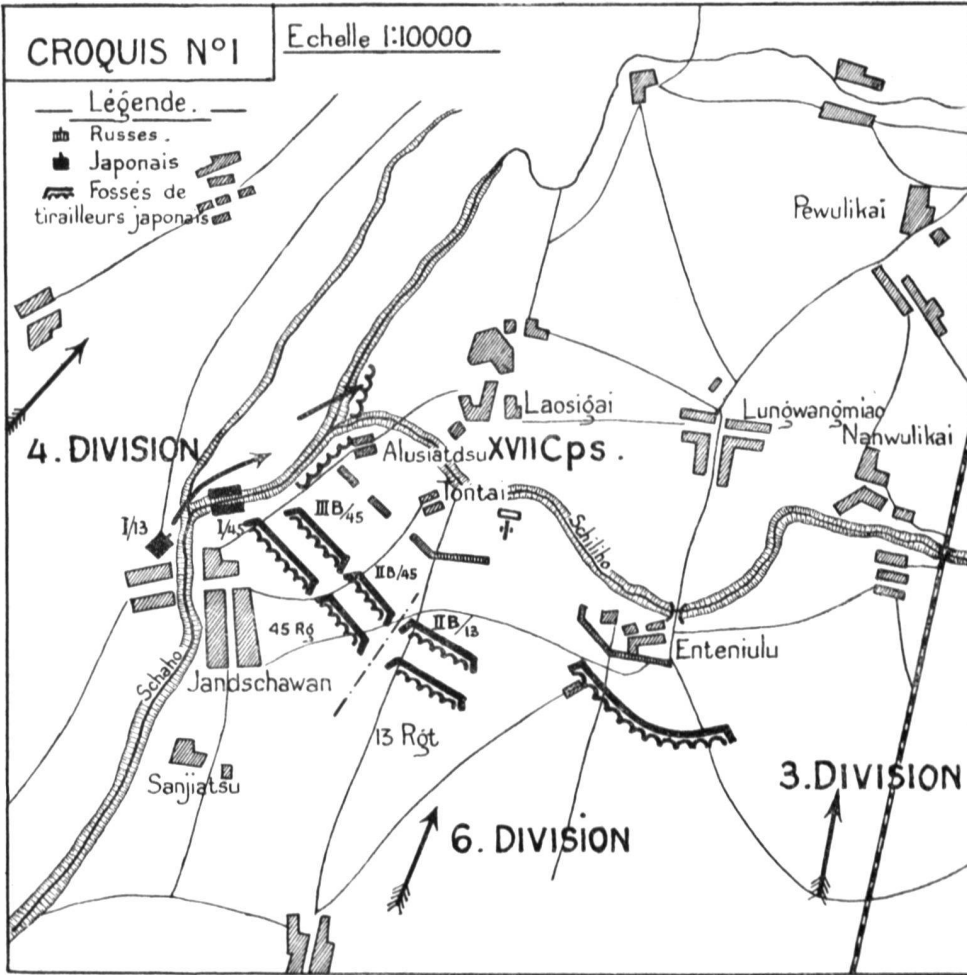 CROQUIS N°1
Echelle 1:10000
Légende.
Russes.
Japonais
Fossés de
tirailleurs japonais
Pewulikai
Laosigai
Lungwangmiao
Nanwulikai
4. DIVISION
Alusiatdsu
XVII Cps.
Tontai
I/13
I/45
III B/45
Schiliho
II B/45
II B/13
45 Rg
Enteniulu
Schaho
Jandschawan
13 Rgt
Sanjiatsu
3. DIVISION
6. DIVISION